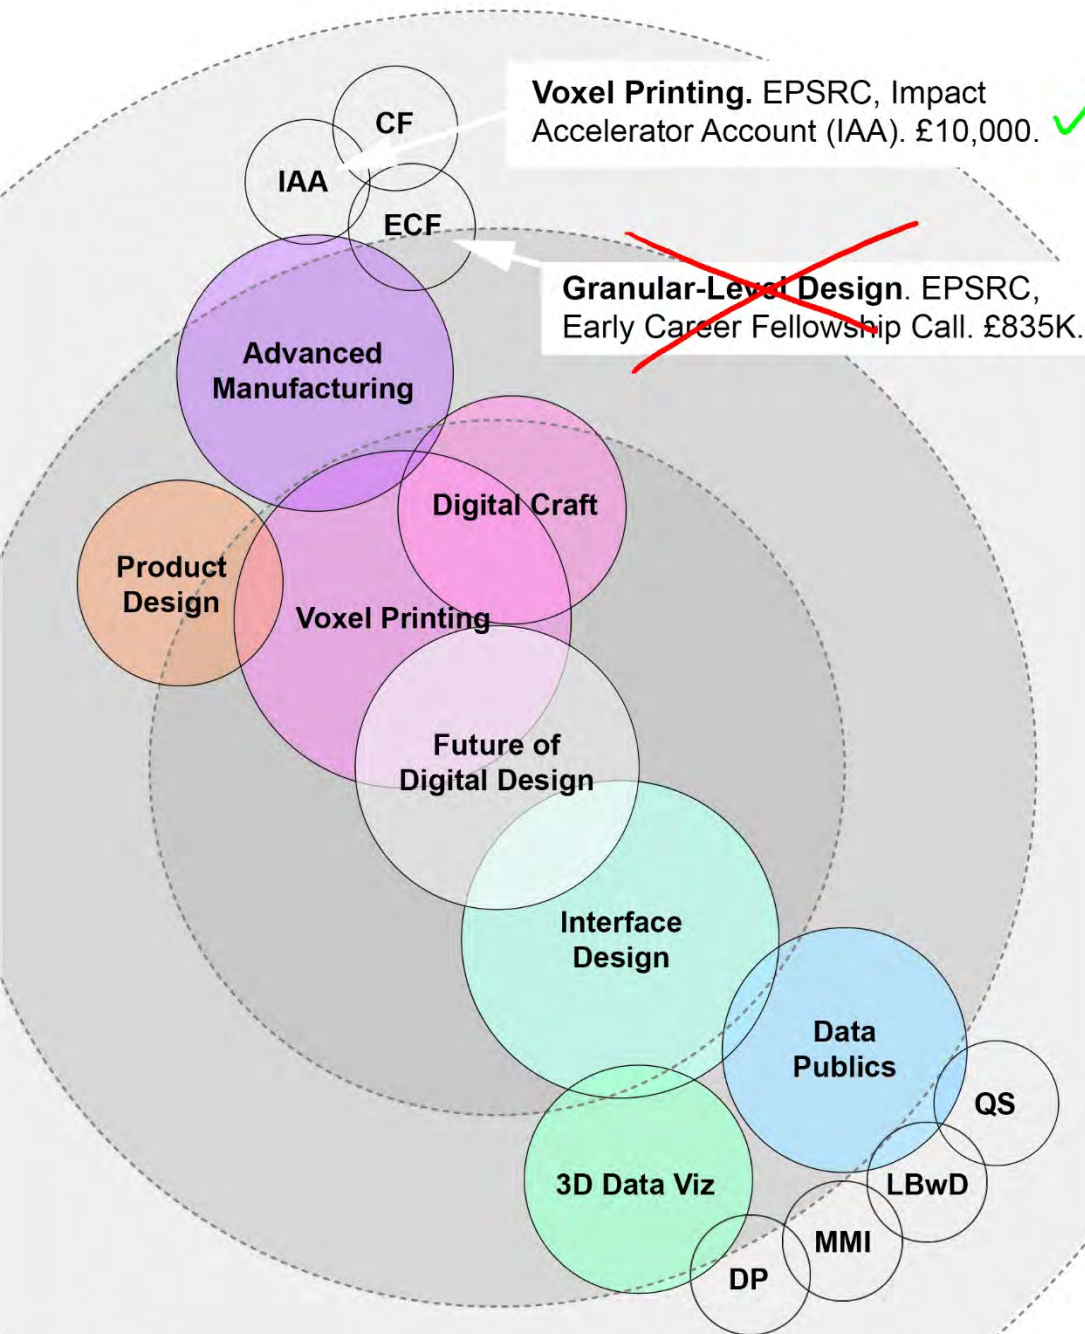 CF
Voxel Printing. EPSRC, Impact
Accelerator Account (IAA). £10,000.
IAA
ECF
Granular-Level Design. EPSRC,
Early Career Fellowship Call. £835K.
Advanced
Manufacturing
Digital Craft
Product
Design
Voxel Printing
Future of
Digital Design
Interface
Design
Data
Publics
QS
3D Data Viz
LBwD
MMI
DP